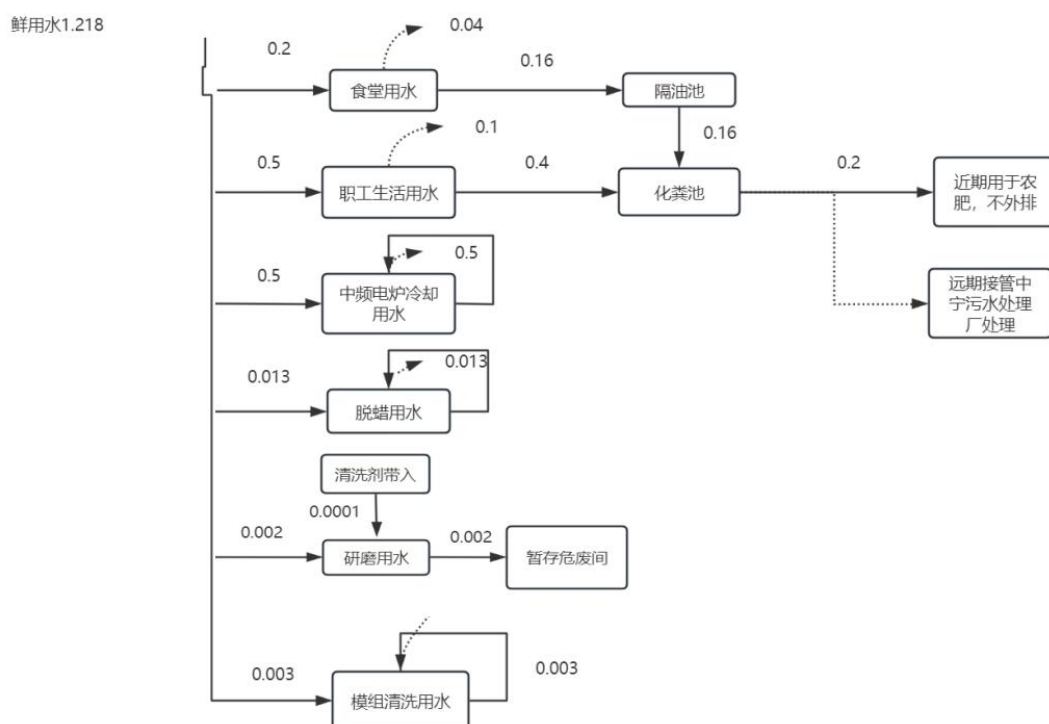 鲜用水1.218
0.04
0.2
0.16
食堂用水
隔油池
0.1
0.16
0.5
0.4
0.2
职工生活用水
化粪池
近期用于农
肥，不外排
0.5
0.5
中频电炉冷却
用水
远期接管中
宁污水处理
厂处理
0.013
0.013
脱蜡用水
清洗剂带入
0.0001
0.002
0.002
研磨用水
暂存危废间
0.003
0.003
模组清洗用水